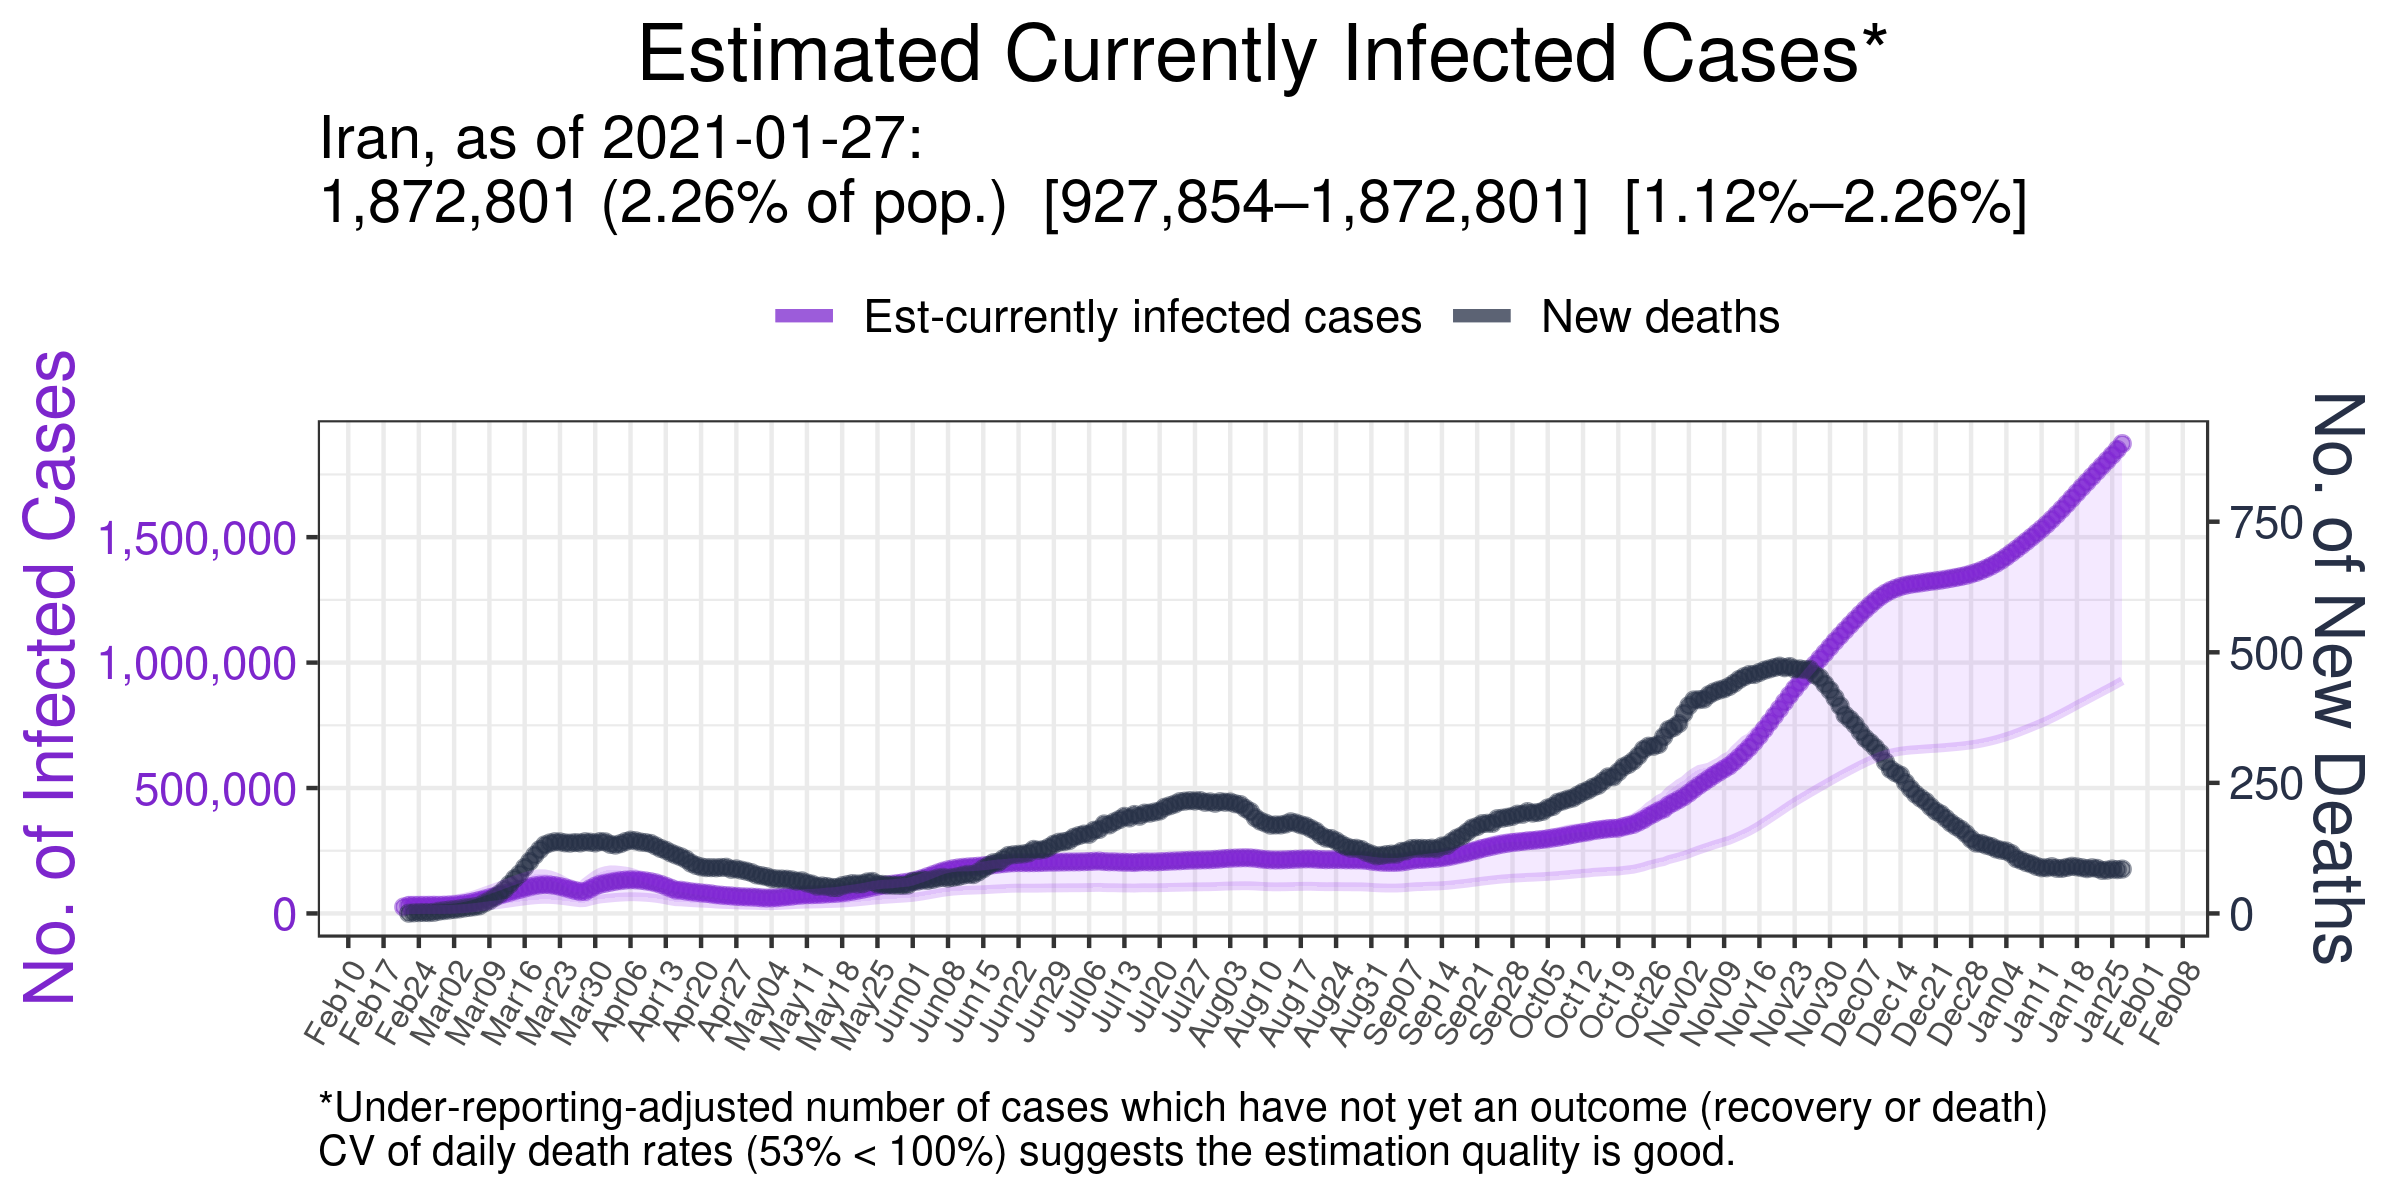 Estimated Currently Infected Cases*
Iran, as of 2021-01-27:
1,872,801 (2.26% of pop.)  [927,854–1,872,801]  [1.12%–2.26%]
Est-currently infected cases
New deaths
No. of Infected Cases
1,500,000
1,000,000
500,000
0
No. of New Deaths
750
500
250
0
Feb10
Feb17
Feb24
Mar02
Mar09
Mar16
Mar23
Mar30
Apr06
Apr13
Apr20
Apr27
May04
May11
May18
May25
Jun01
Jun08
Jun15
Jun22
Jun29
Jul06
Jul13
Jul20
Jul27
Aug03
Aug10
Aug17
Aug24
Aug31
Sep07
Sep14
Sep21
Sep28
Oct05
Oct12
Oct19
Oct26
Nov02
Nov09
Nov16
Nov23
Nov30
Dec07
Dec14
Dec21
Dec28
Jan04
Jan11
Jan18
Jan25
Feb01
Feb08
*Under-reporting-adjusted number of cases which have not yet an outcome (recovery or death)
CV of daily death rates (53% < 100%) suggests the estimation quality is good.